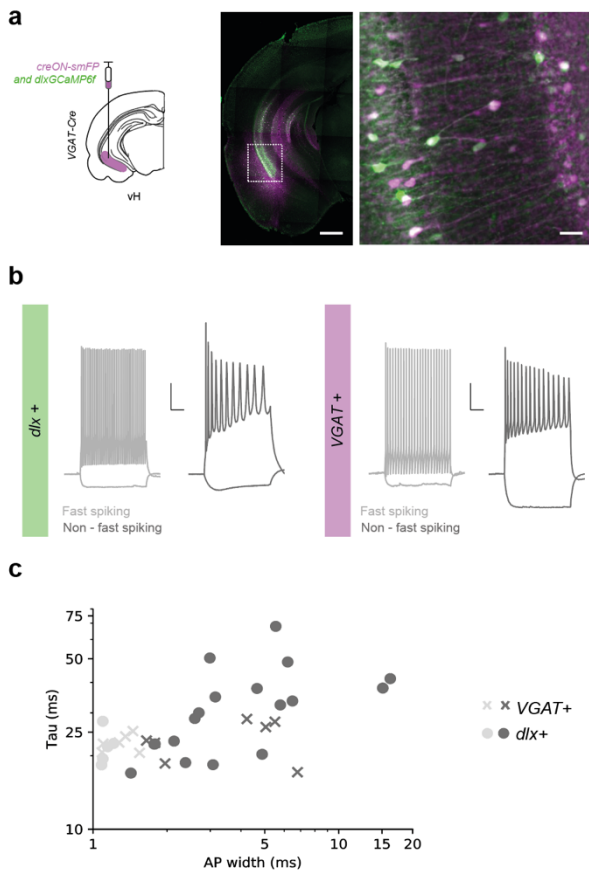 a
creON-smFP
and dlxGCaMP6f
VGAT-Cre
vH
b
dlx +
Fast spiking
Non - fast spiking
VGAT +
Fast spiking
Non - fast spiking
c
75
50
25
10
Tau (ms)
1
5
10
15
20
AP width (ms)
VGAT+
dlx+